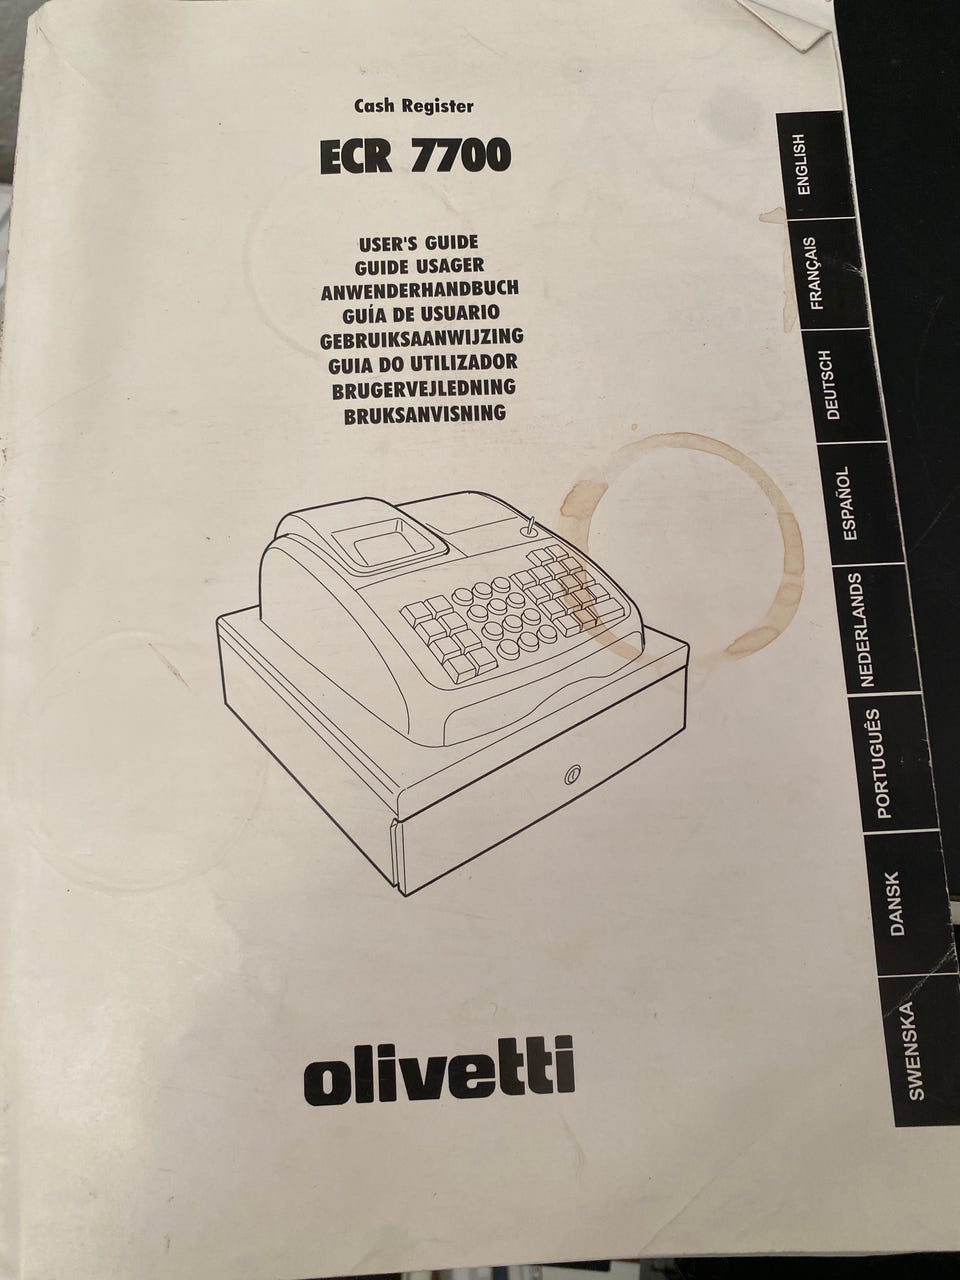 Cash Register
ECR 7700
USER'S GUIDE
GUIDE USAGER
ANWENDERHANDBUCH
GUÍA DE USUARIO
GEBRUIKSAANWIJZING
GUIA DO UTILIZADOR
BRUGERVEJLEDNING
BRUKSANVISNING
olivetti
ENGLISH
FRANÇAIS
DEUTSCH
ESPAÑOL
NEDERLANDS
PORTUGUÊS
DANSK
SWENSKA